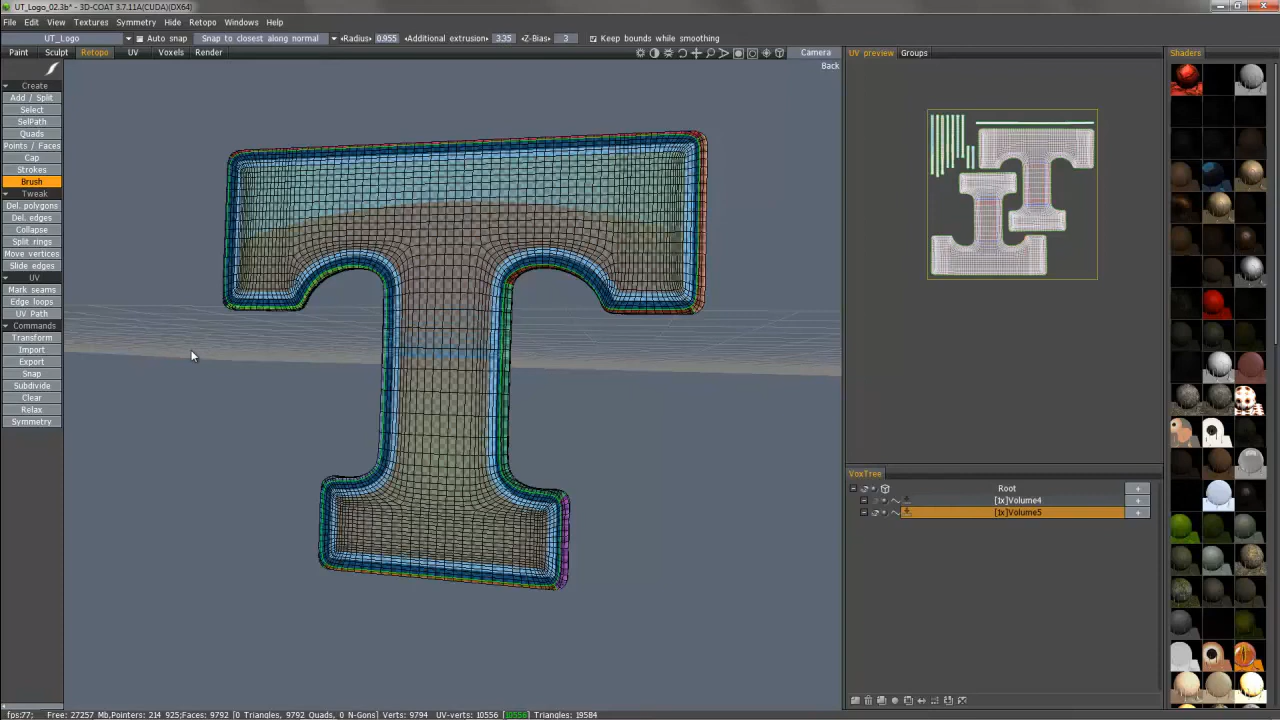 UT_Logo_02.3b* - 3D-COAT 3.7.11A(CUDA)(DX64)
File View Textures Symmetry Hide Retopo Windows Help
UT_Logo Auto snap Snap to closest along normal Radius: 0.955 Additional extrusion: 3.35 Z-Bias: 3 Keep bounds while smoothing
Paint Sculpt Retopo UV Voxels Render Camera UV preview Groups Shaders
Back
Create
Add / Split
Select
SelPath
Quads
Points / Faces
Cap
Strokes
Brush
Tweak
Del. polygons
Del. edges
Collapse
Split rings
Move vertices
Slide edges
UV
Mark seams
Edge loops
UV Path
Commands
Transform
Import
Export
Snap
Subdivide
Clear
Relax
Symmetry
VoxTree
Root +
[1x]Volume4 +
[1x]Volume5 +
fps:77; Free: 27257 Mb,Pointers: 214 925;Faces: 9792 [0 Triangles, 9792 Quads, 0 N-Gons] Verts: 9794 UV-verts: 10556 [10556] Triangles: 19584